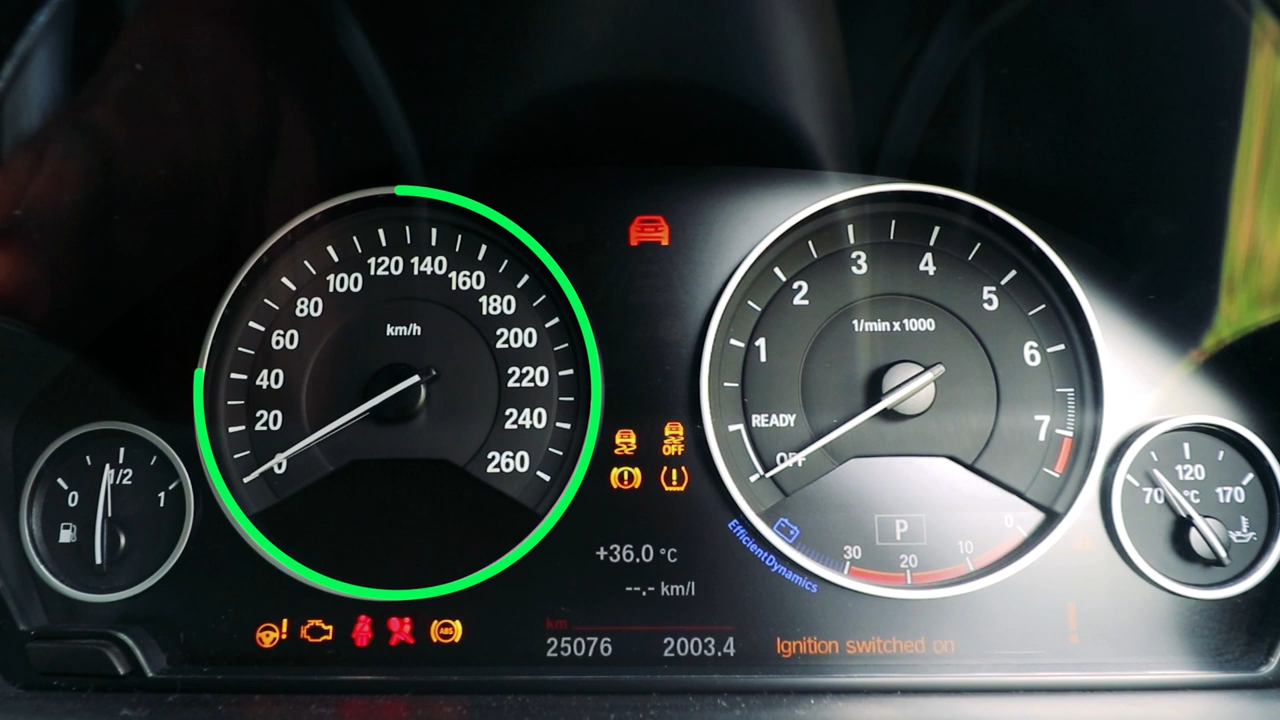 km/h
0
20
40
60
80
100
120
140
160
180
200
220
240
260
1/min x 1000
OFF
READY
1
2
3
4
5
6
7
0 1/2 1
70 120 170
°C
OFF
ABS
+36.0 °C
--.- km/l
km
25076 2003.4
P
30 20 10 0
EfficientDynamics
Ignition switched on